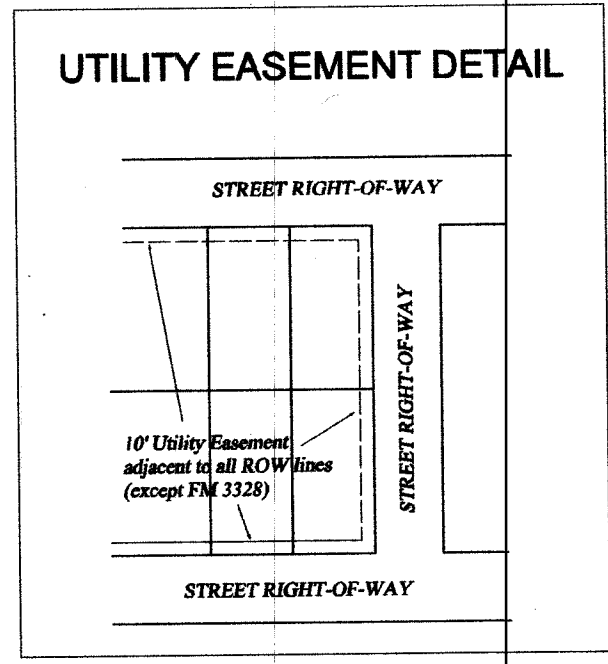 UTILITY EASEMENT DETAIL
STREET RIGHT-OF-WAY
STREET RIGHT-OF-WAY
10' Utility Easement
adjacent to all ROW lines
(except FM 3328)
STREET RIGHT-OF-WAY